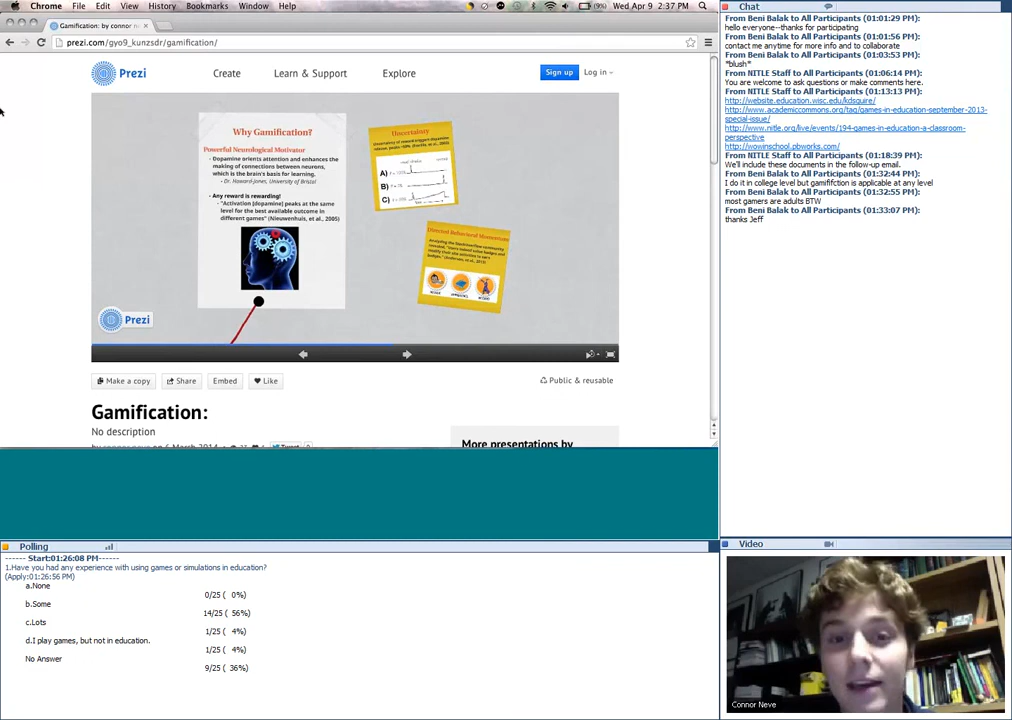 Chrome File Edit View History Bookmarks Window Help
(9%) Wed Apr 9 2:37 PM
Gamification: by connor n
prezi.com/gyo9_kunzsdr/gamification/
Prezi Create Learn & Support Explore Sign up Log in
Why Gamification?
Powerful Neurological Motivator
- Dopamine orients attention and enhances the
making of connections between neurons,
which is the brain's basis for learning.
- Dr. Howard-Jones, University of Bristol
- Any reward is rewarding!
- "Activation [dopamine] peaks at the same
level for the best available outcome in
different games" (Nieuwenhuis, et al., 2005)
Uncertainty
A)
B)
C)
Directed Behavioral Momentum
Prezi
Make a copy Share Embed Like Public & reusable
Gamification:
No description
More presentations by
Chat
From Beni Balak to All Participants (01:01:29 PM):
hello everyone--thanks for participating
From Beni Balak to All Participants (01:01:56 PM):
contact me anytime for more info and to collaborate
From Beni Balak to All Participants (01:03:53 PM):
*blush*
From NITLE Staff to All Participants (01:06:14 PM):
You are welcome to ask questions or make comments here.
From NITLE Staff to All Participants (01:13:13 PM):
http://website.education.wisc.edu/kdsquire/
http://www.academiccommons.org/tag/games-in-education-september-2013-
special-issue/
http://www.nitle.org/live/events/194-games-in-education-a-classroom-
perspective
http://wowinschool.pbworks.com/
From NITLE Staff to All Participants (01:18:39 PM):
We'll include these documents in the follow-up email.
From Beni Balak to All Participants (01:32:44 PM):
I do it in college level but gamififction is applicable at any level
From Beni Balak to All Participants (01:32:55 PM):
most gamers are adults BTW
From Beni Balak to All Participants (01:33:07 PM):
thanks Jeff
Polling
------ Start:01:26:08 PM------
1.Have you had any experience with using games or simulations in education?
(Apply:01:26:56 PM)
a.None
0/25 ( 0%)
b.Some
14/25 ( 56%)
c.Lots
1/25 ( 4%)
d.I play games, but not in education.
1/25 ( 4%)
No Answer
9/25 ( 36%)
Video
Connor Neve